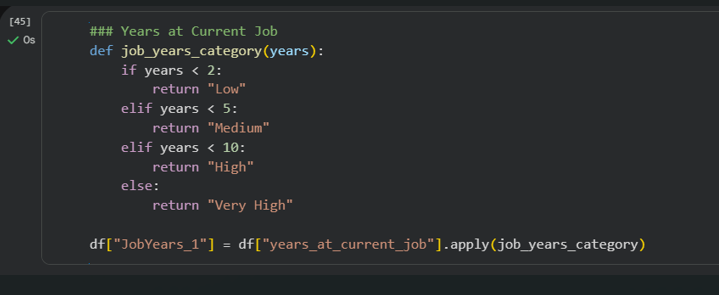 [45]
0s
### Years at Current Job
def job_years_category(years):
    if years < 2:
        return "Low"
    elif years < 5:
        return "Medium"
    elif years < 10:
        return "High"
    else:
        return "Very High"

df["JobYears_1"] = df["years_at_current_job"].apply(job_years_category)